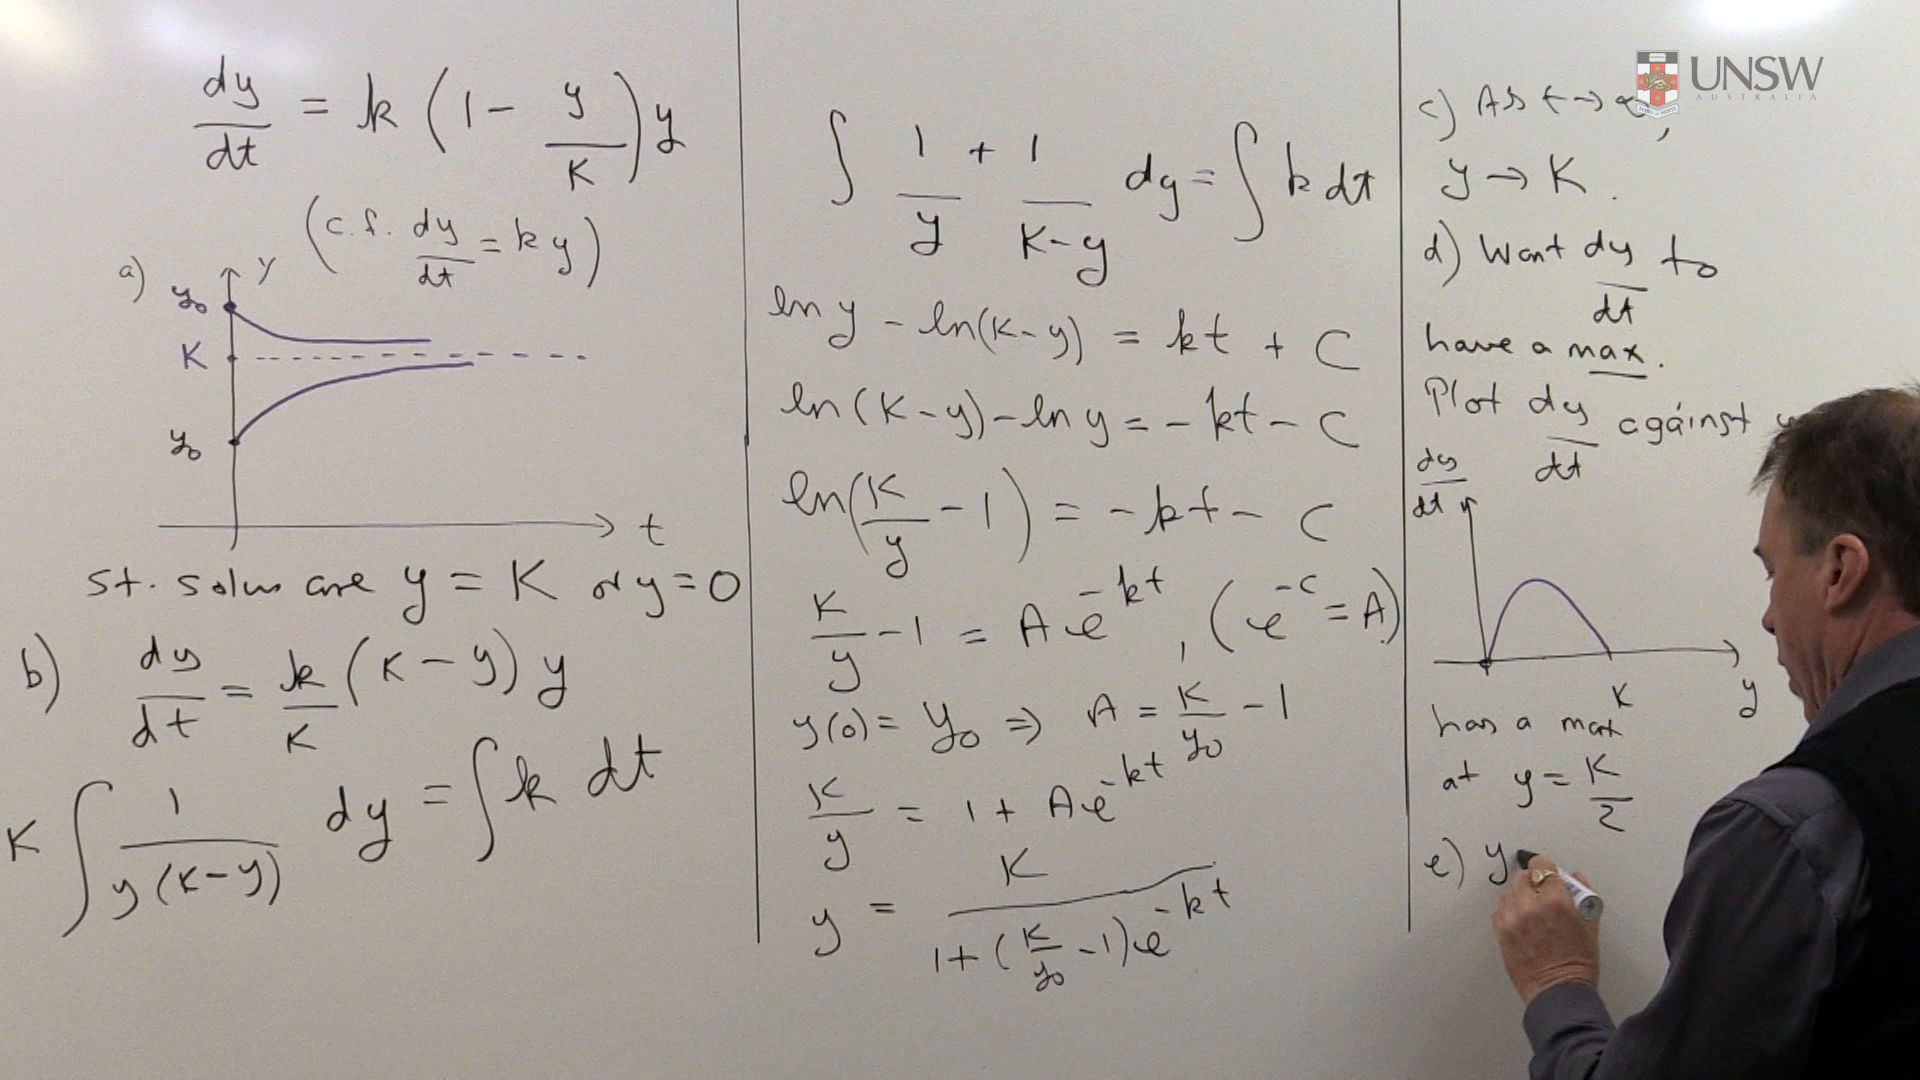 dy/dt = k (1 - y/K) y
(c.f. dy/dt = ky)
a)
y
y₀
K
y₀
t
st. solns are y = K or y = 0
b) dy/dt = k/K (K - y) y
K ∫ 1/(y(K-y)) dy = ∫ k dt
∫ 1/y + 1/(K-y) dy = ∫ k dt
ln y - ln(K-y) = kt + C
ln(K-y) - ln y = -kt - C
ln(K/y - 1) = -kt - C
K/y - 1 = Ae^(-kt), (e^(-C) = A)
y(0) = y₀ ⇒ A = K/y₀ - 1
K/y = 1 + Ae^(-kt)
y = K/(1 + (K/y₀ - 1)e^(-kt))
UNSW
AUSTRALIA
c) As t → ∞,
y → K.
d) Want dy/dt to
have a max.
Plot dy/dt against
dy/dt
K
y
has a max
at y = K/2
e) y